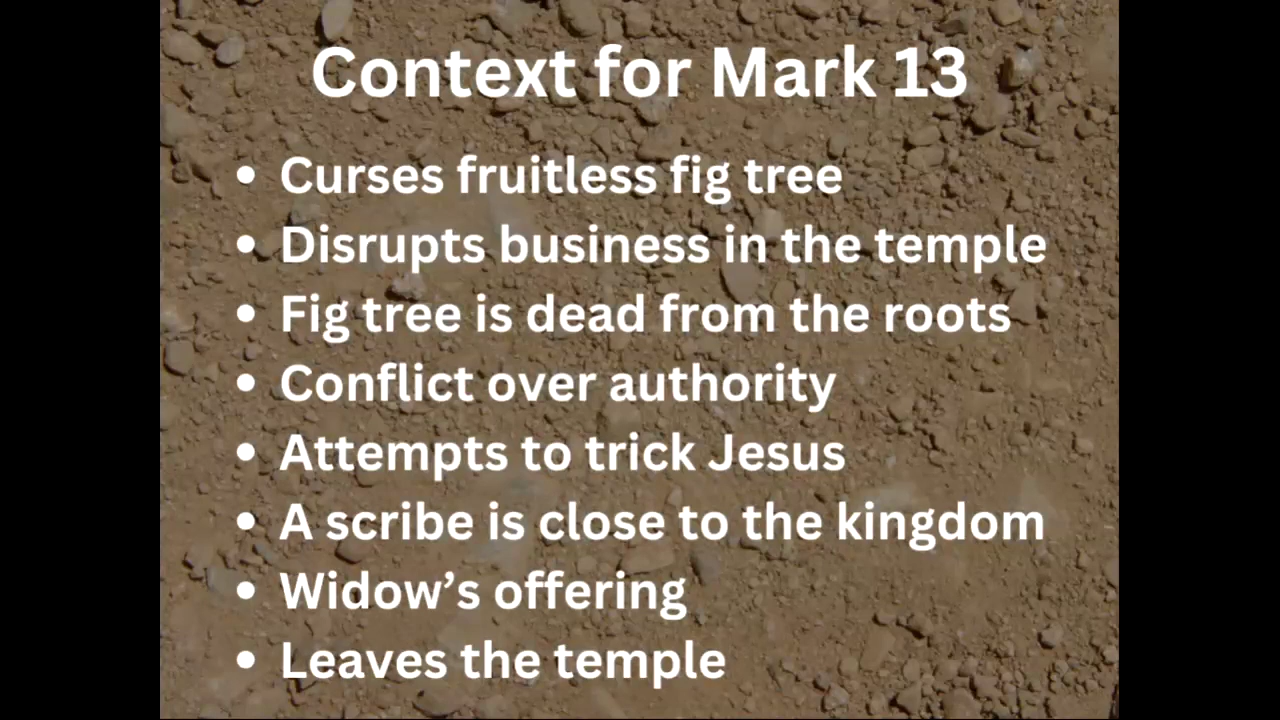 Context for Mark 13
• Curses fruitless fig tree
• Disrupts business in the temple
• Fig tree is dead from the roots
• Conflict over authority
• Attempts to trick Jesus
• A scribe is close to the kingdom
• Widow’s offering
• Leaves the temple